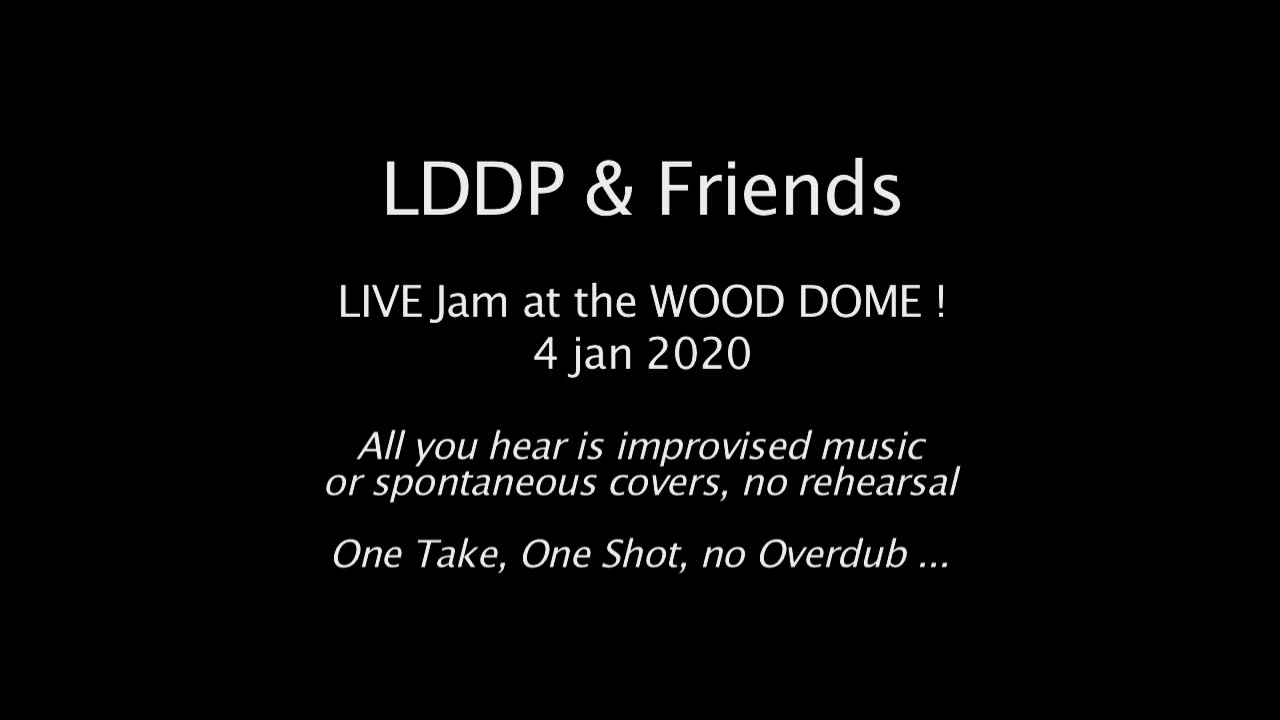 LDDP & Friends
LIVE Jam at the WOOD DOME !
4 jan 2020
All you hear is improvised music
or spontaneous covers, no rehearsal
One Take, One Shot, no Overdub ...